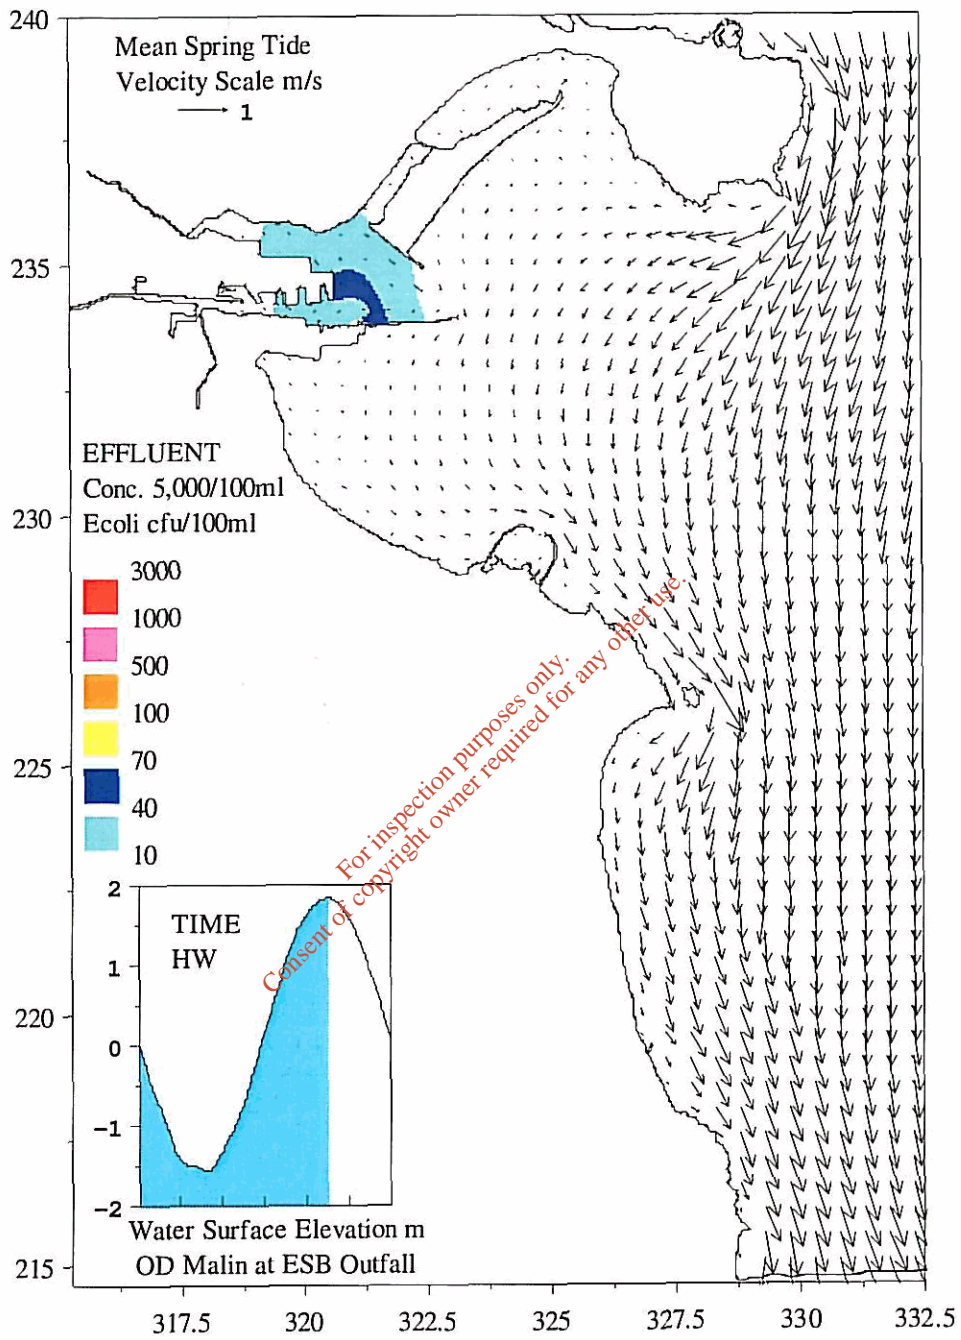 240
Mean Spring Tide
Velocity Scale m/s
1
235
EFFLUENT
Conc. 5,000/100ml
Ecoli cfu/100ml
230
3000
1000
500
100
70
40
10
225
For inspection purposes only.
Consent of copyright owner required for any other use.
2
TIME
HW
1
0
-1
-2
220
Water Surface Elevation m
OD Malin at ESB Outfall
215
317.5 320 322.5 325 327.5 330 332.5